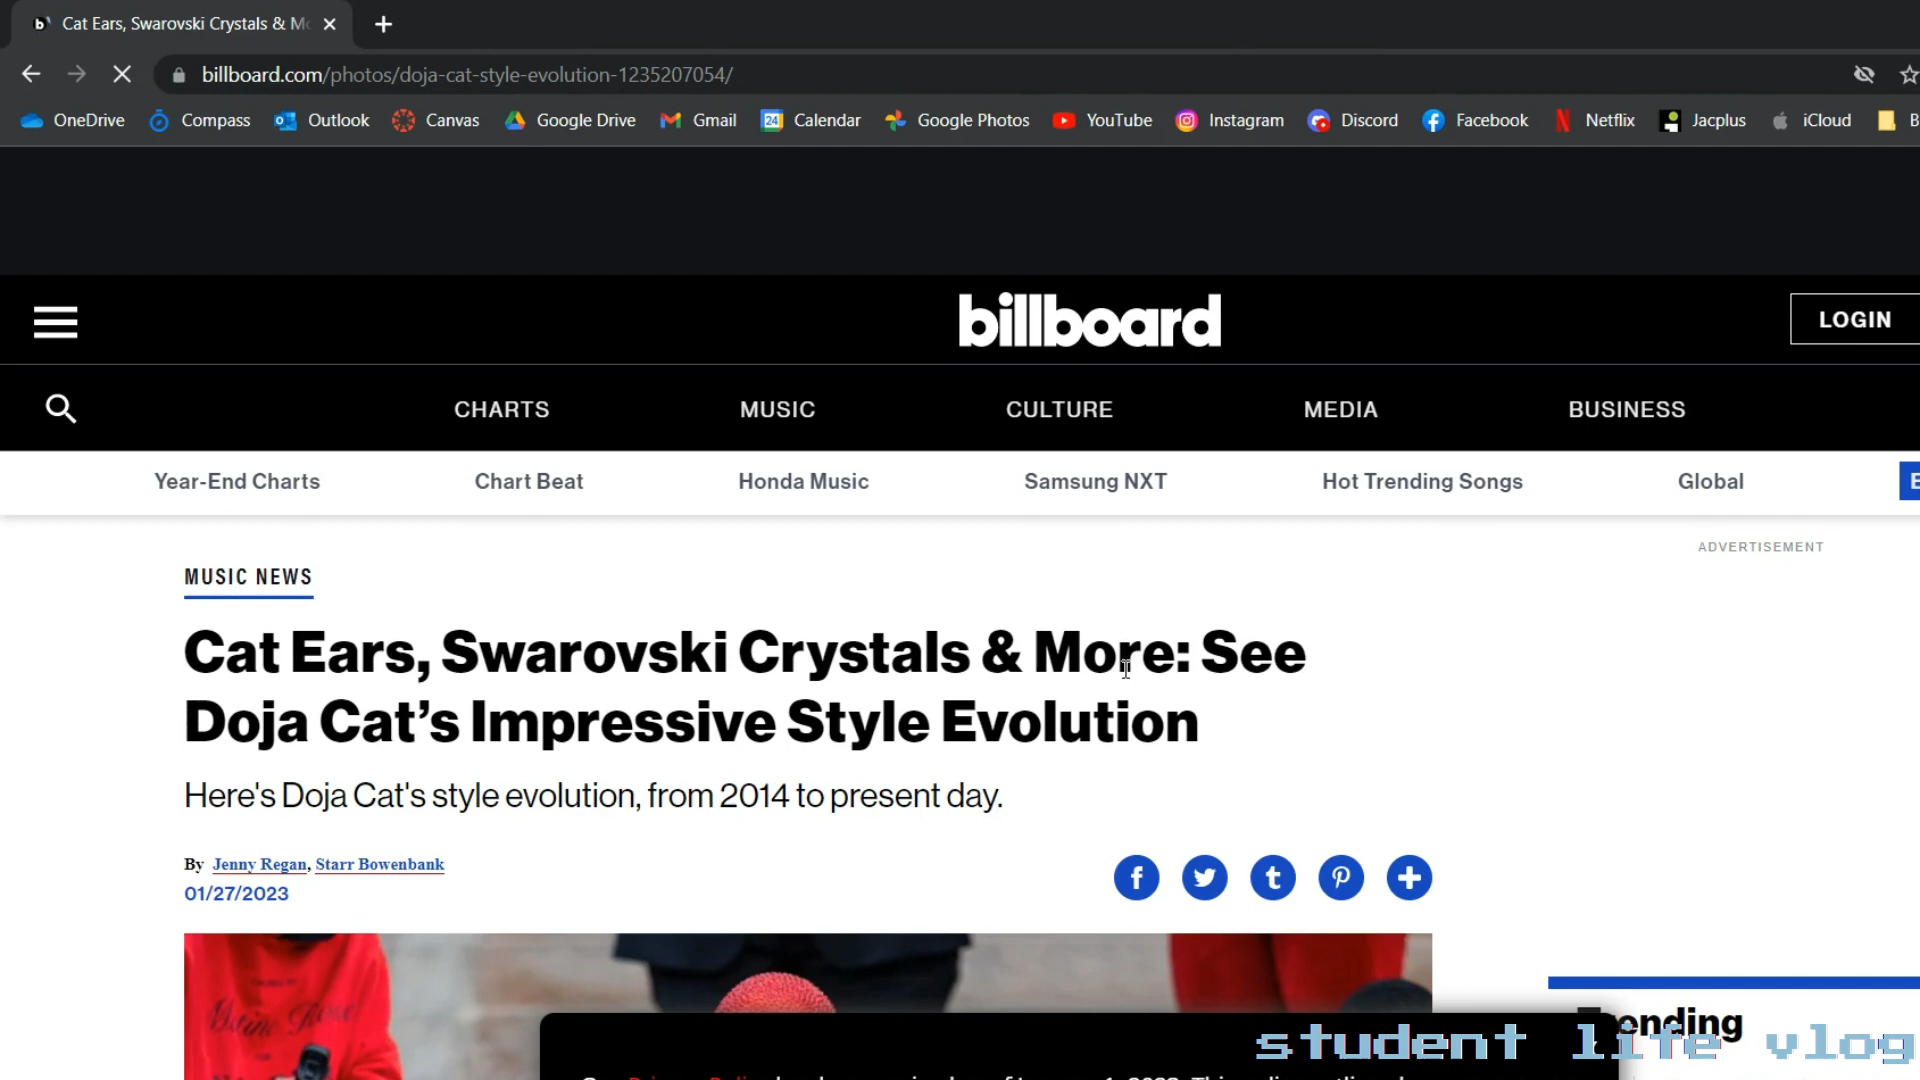 Cat Ears, Swarovski Crystals & Mo
billboard.com/photos/doja-cat-style-evolution-1235207054/
OneDrive Compass Outlook Canvas Google Drive Gmail 24 Calendar Google Photos YouTube Instagram Discord Facebook Netflix Jacplus iCloud B
billboard
LOGIN
CHARTS MUSIC CULTURE MEDIA BUSINESS
Year-End Charts Chart Beat Honda Music Samsung NXT Hot Trending Songs Global E
ADVERTISEMENT
MUSIC NEWS
Cat Ears, Swarovski Crystals & More: See
Doja Cat's Impressive Style Evolution
Here's Doja Cat's style evolution, from 2014 to present day.
By Jenny Regan, Starr Bowenbank
01/27/2023
Trending
student life vlog